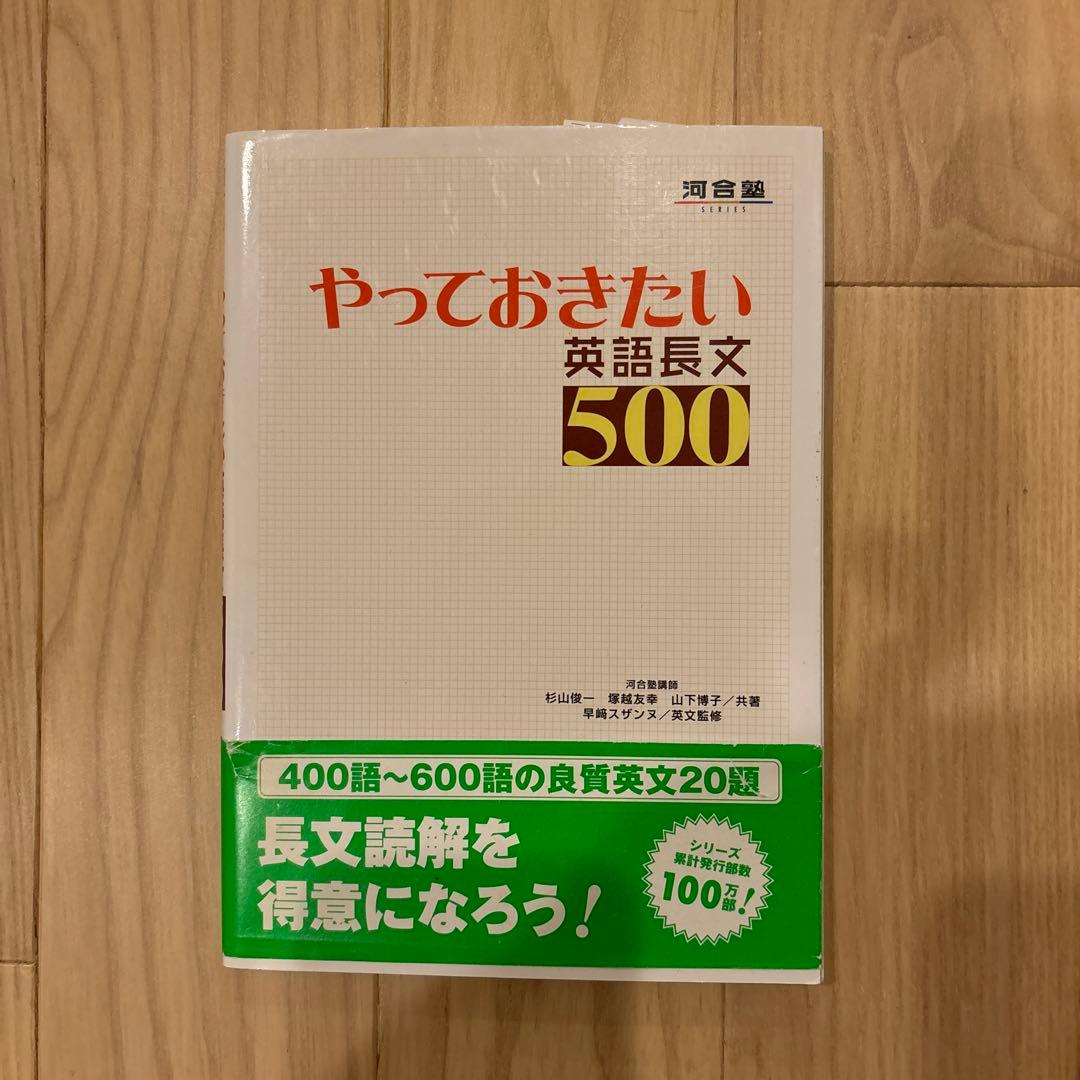 河合塾
SERIES
やっておきたい
英語長文
500
河合塾講師
杉山俊一 塚越友幸 山下博子/共著
早﨑スザンヌ/英文監修
400語~600語の良質英文20題
長文読解を
得意になろう!
シリーズ
累計発行部数
100万部!